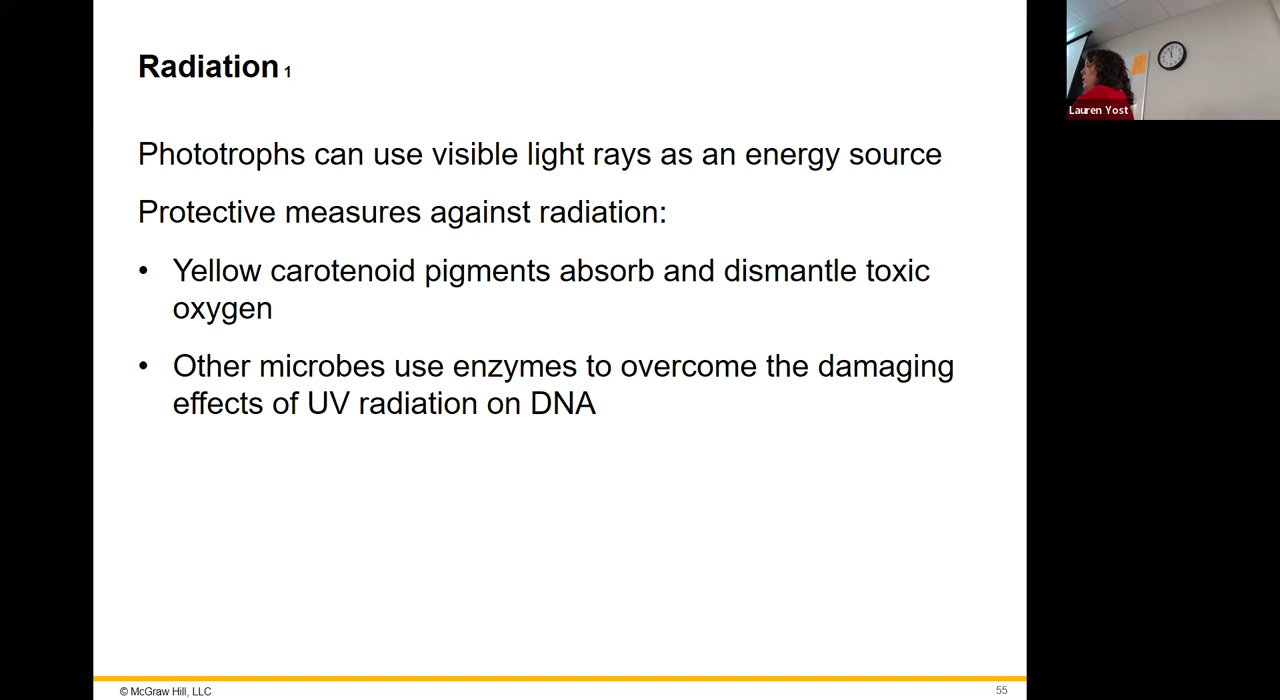 Radiation 1
Phototrophs can use visible light rays as an energy source
Protective measures against radiation:
• Yellow carotenoid pigments absorb and dismantle toxic
oxygen
• Other microbes use enzymes to overcome the damaging
effects of UV radiation on DNA
© McGraw Hill, LLC
55
Lauren Yost